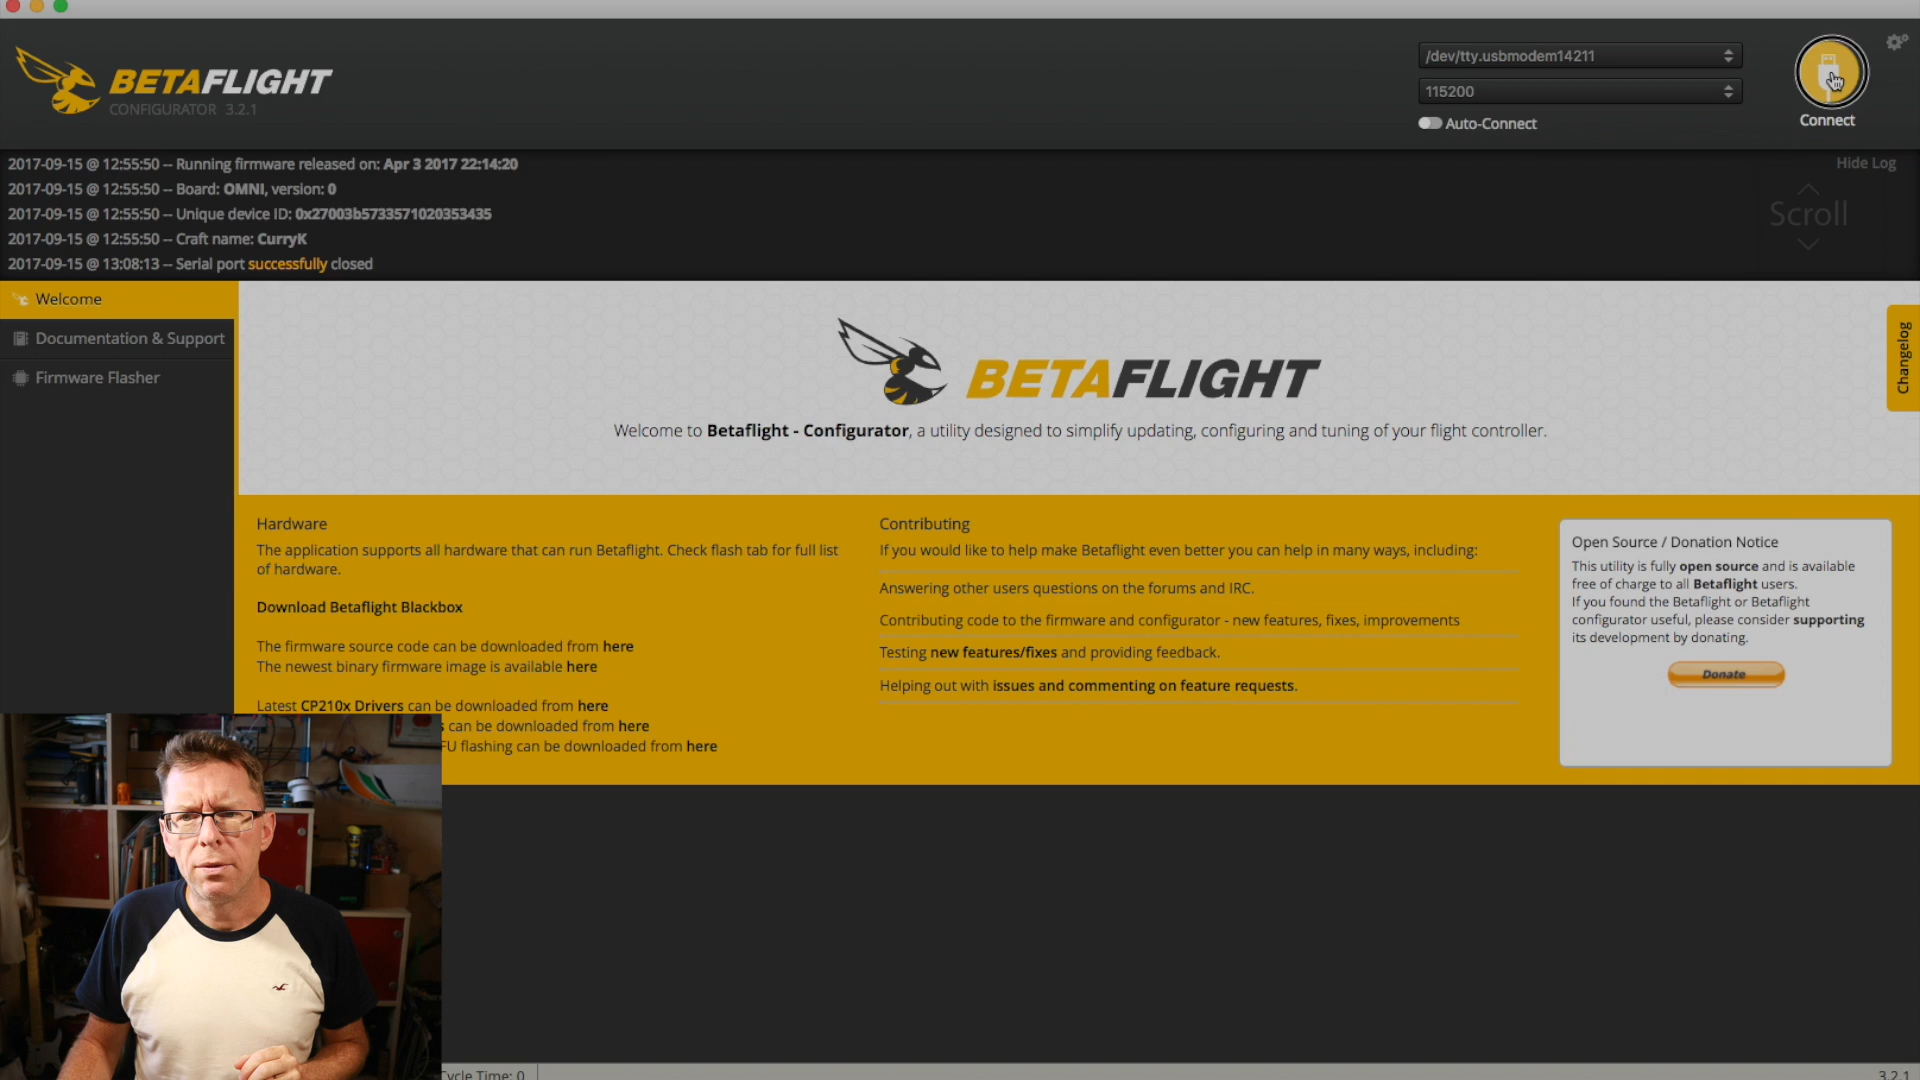 BETAFLIGHT
CONFIGURATOR 3.2.1
/dev/tty.usbmodem14211
115200
Auto-Connect
Connect
2017-09-15 @ 12:55:50 -- Running firmware released on: Apr 3 2017 22:14:20
2017-09-15 @ 12:55:50 -- Board: OMNI, version: 0
2017-09-15 @ 12:55:50 -- Unique device ID: 0x27003b5733571020353435
2017-09-15 @ 12:55:50 -- Craft name: CurryK
2017-09-15 @ 13:08:13 -- Serial port successfully closed
Hide Log
Scroll
Welcome
Documentation & Support
Firmware Flasher
BETAFLIGHT
Welcome to Betaflight - Configurator, a utility designed to simplify updating, configuring and tuning of your flight controller.
Changelog
Hardware
The application supports all hardware that can run Betaflight. Check flash tab for full list
of hardware.
Download Betaflight Blackbox
The firmware source code can be downloaded from here
The newest binary firmware image is available here
Latest CP210x Drivers can be downloaded from here
s can be downloaded from here
FU flashing can be downloaded from here
Contributing
If you would like to help make Betaflight even better you can help in many ways, including:
Answering other users questions on the forums and IRC.
Contributing code to the firmware and configurator - new features, fixes, improvements
Testing new features/fixes and providing feedback.
Helping out with issues and commenting on feature requests.
Open Source / Donation Notice
This utility is fully open source and is available
free of charge to all Betaflight users.
If you found the Betaflight or Betaflight
configurator useful, please consider supporting
its development by donating.
Donate
Cycle Time: 0
3.2.1